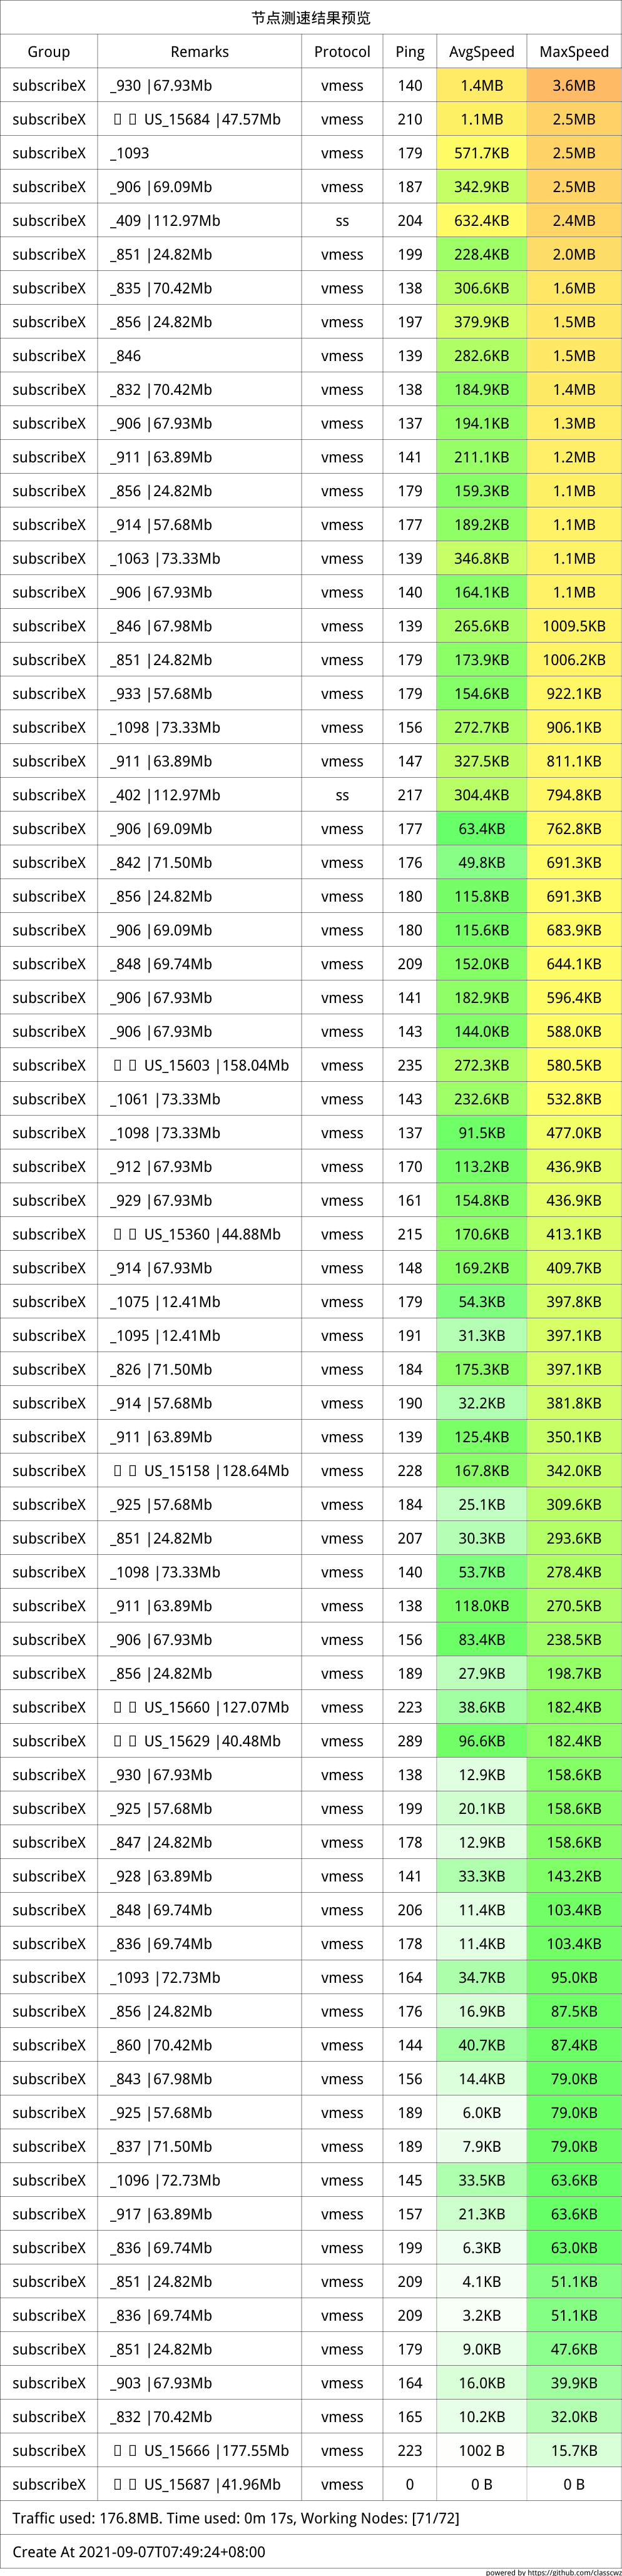 节点测速结果预览
Group Remarks Protocol Ping AvgSpeed MaxSpeed
subscribeX _930 |67.93Mb vmess 140 1.4MB 3.6MB
subscribeX US_15684 |47.57Mb vmess 210 1.1MB 2.5MB
subscribeX _1093 vmess 179 571.7KB 2.5MB
subscribeX _906 |69.09Mb vmess 187 342.9KB 2.5MB
subscribeX _409 |112.97Mb ss 204 632.4KB 2.4MB
subscribeX _851 |24.82Mb vmess 199 228.4KB 2.0MB
subscribeX _835 |70.42Mb vmess 138 306.6KB 1.6MB
subscribeX _856 |24.82Mb vmess 197 379.9KB 1.5MB
subscribeX _846 vmess 139 282.6KB 1.5MB
subscribeX _832 |70.42Mb vmess 138 184.9KB 1.4MB
subscribeX _906 |67.93Mb vmess 137 194.1KB 1.3MB
subscribeX _911 |63.89Mb vmess 141 211.1KB 1.2MB
subscribeX _856 |24.82Mb vmess 179 159.3KB 1.1MB
subscribeX _914 |57.68Mb vmess 177 189.2KB 1.1MB
subscribeX _1063 |73.33Mb vmess 139 346.8KB 1.1MB
subscribeX _906 |67.93Mb vmess 140 164.1KB 1.1MB
subscribeX _846 |67.98Mb vmess 139 265.6KB 1009.5KB
subscribeX _851 |24.82Mb vmess 179 173.9KB 1006.2KB
subscribeX _933 |57.68Mb vmess 179 154.6KB 922.1KB
subscribeX _1098 |73.33Mb vmess 156 272.7KB 906.1KB
subscribeX _911 |63.89Mb vmess 147 327.5KB 811.1KB
subscribeX _402 |112.97Mb ss 217 304.4KB 794.8KB
subscribeX _906 |69.09Mb vmess 177 63.4KB 762.8KB
subscribeX _842 |71.50Mb vmess 176 49.8KB 691.3KB
subscribeX _856 |24.82Mb vmess 180 115.8KB 691.3KB
subscribeX _906 |69.09Mb vmess 180 115.6KB 683.9KB
subscribeX _848 |69.74Mb vmess 209 152.0KB 644.1KB
subscribeX _906 |67.93Mb vmess 141 182.9KB 596.4KB
subscribeX _906 |67.93Mb vmess 143 144.0KB 588.0KB
subscribeX US_15603 |158.04Mb vmess 235 272.3KB 580.5KB
subscribeX _1061 |73.33Mb vmess 143 232.6KB 532.8KB
subscribeX _1098 |73.33Mb vmess 137 91.5KB 477.0KB
subscribeX _912 |67.93Mb vmess 170 113.2KB 436.9KB
subscribeX _929 |67.93Mb vmess 161 154.8KB 436.9KB
subscribeX US_15360 |44.88Mb vmess 215 170.6KB 413.1KB
subscribeX _914 |67.93Mb vmess 148 169.2KB 409.7KB
subscribeX _1075 |12.41Mb vmess 179 54.3KB 397.8KB
subscribeX _1095 |12.41Mb vmess 191 31.3KB 397.1KB
subscribeX _826 |71.50Mb vmess 184 175.3KB 397.1KB
subscribeX _914 |57.68Mb vmess 190 32.2KB 381.8KB
subscribeX _911 |63.89Mb vmess 139 125.4KB 350.1KB
subscribeX US_15158 |128.64Mb vmess 228 167.8KB 342.0KB
subscribeX _925 |57.68Mb vmess 184 25.1KB 309.6KB
subscribeX _851 |24.82Mb vmess 207 30.3KB 293.6KB
subscribeX _1098 |73.33Mb vmess 140 53.7KB 278.4KB
subscribeX _911 |63.89Mb vmess 138 118.0KB 270.5KB
subscribeX _906 |67.93Mb vmess 156 83.4KB 238.5KB
subscribeX _856 |24.82Mb vmess 189 27.9KB 198.7KB
subscribeX US_15660 |127.07Mb vmess 223 38.6KB 182.4KB
subscribeX US_15629 |40.48Mb vmess 289 96.6KB 182.4KB
subscribeX _930 |67.93Mb vmess 138 12.9KB 158.6KB
subscribeX _925 |57.68Mb vmess 199 20.1KB 158.6KB
subscribeX _847 |24.82Mb vmess 178 12.9KB 158.6KB
subscribeX _928 |63.89Mb vmess 141 33.3KB 143.2KB
subscribeX _848 |69.74Mb vmess 206 11.4KB 103.4KB
subscribeX _836 |69.74Mb vmess 178 11.4KB 103.4KB
subscribeX _1093 |72.73Mb vmess 164 34.7KB 95.0KB
subscribeX _856 |24.82Mb vmess 176 16.9KB 87.5KB
subscribeX _860 |70.42Mb vmess 144 40.7KB 87.4KB
subscribeX _843 |67.98Mb vmess 156 14.4KB 79.0KB
subscribeX _925 |57.68Mb vmess 189 6.0KB 79.0KB
subscribeX _837 |71.50Mb vmess 189 7.9KB 79.0KB
subscribeX _1096 |72.73Mb vmess 145 33.5KB 63.6KB
subscribeX _917 |63.89Mb vmess 157 21.3KB 63.6KB
subscribeX _836 |69.74Mb vmess 199 6.3KB 63.0KB
subscribeX _851 |24.82Mb vmess 209 4.1KB 51.1KB
subscribeX _836 |69.74Mb vmess 209 3.2KB 51.1KB
subscribeX _851 |24.82Mb vmess 179 9.0KB 47.6KB
subscribeX _903 |67.93Mb vmess 164 16.0KB 39.9KB
subscribeX _832 |70.42Mb vmess 165 10.2KB 32.0KB
subscribeX US_15666 |177.55Mb vmess 223 1002 B 15.7KB
subscribeX US_15687 |41.96Mb vmess 0 0 B 0 B
Traffic used: 176.8MB. Time used: 0m 17s, Working Nodes: [71/72]
Create At 2021-09-07T07:49:24+08:00
powered by https://github.com/classcwz